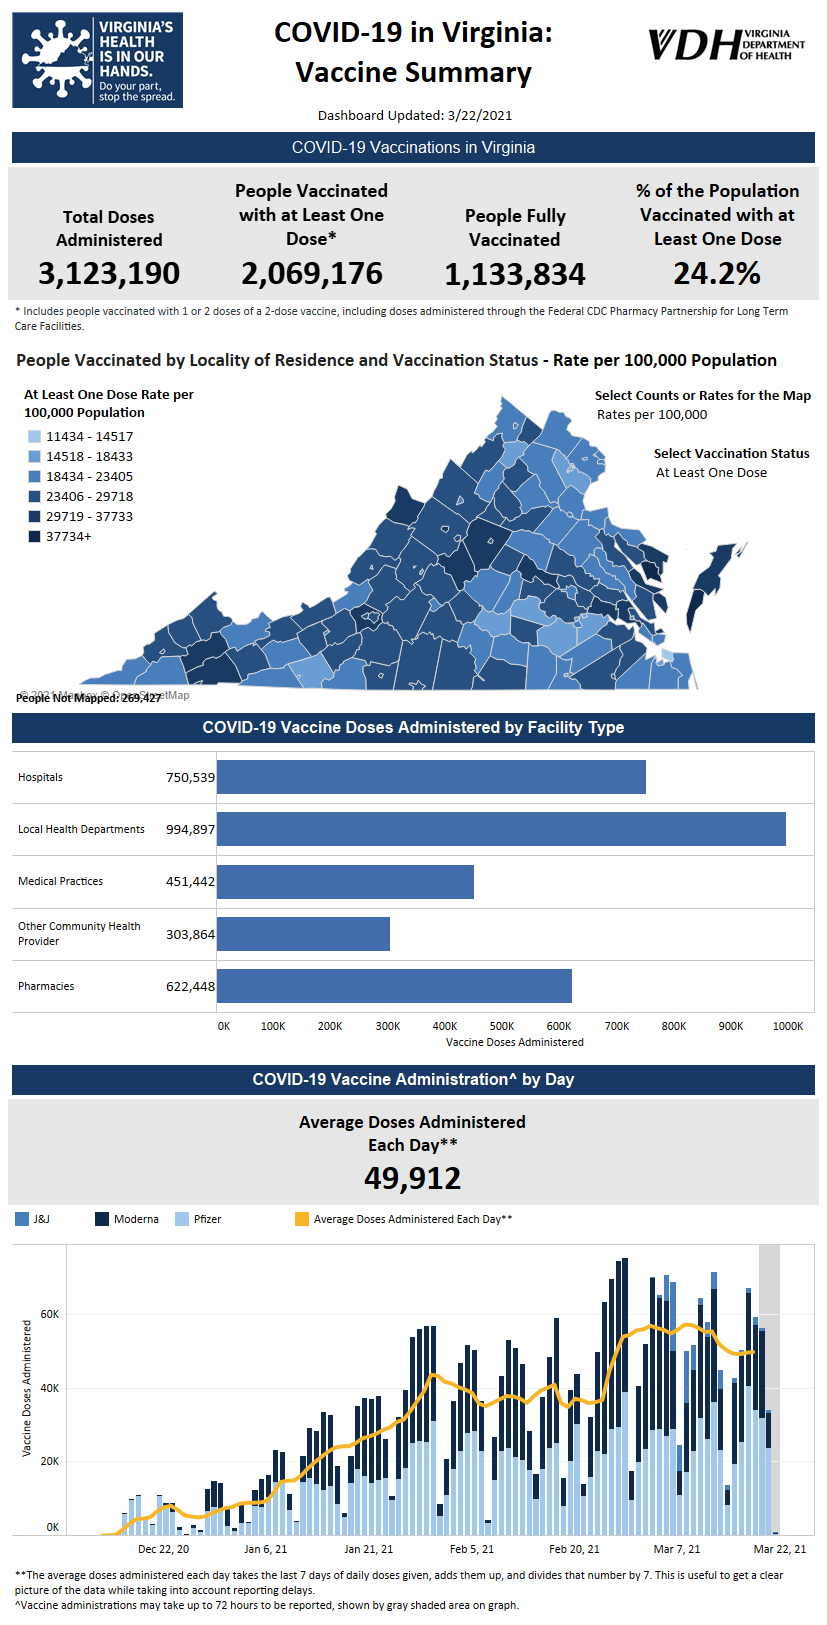 VIRGINIA'S
HEALTH
IS IN OUR
HANDS.
Do your part,
stop the spread.
COVID-19 in Virginia:
Vaccine Summary
VDH VIRGINIA
DEPARTMENT
OF HEALTH
Dashboard Updated: 3/22/2021
COVID-19 Vaccinations in Virginia
Total Doses
Administered
3,123,190
People Vaccinated
with at Least One
Dose*
2,069,176
People Fully
Vaccinated
1,133,834
% of the Population
Vaccinated with at
Least One Dose
24.2%
* Includes people vaccinated with 1 or 2 doses of a 2-dose vaccine, including doses administered through the Federal CDC Pharmacy Partnership for Long Term
Care Facilities.
People Vaccinated by Locality of Residence and Vaccination Status - Rate per 100,000 Population
At Least One Dose Rate per
100,000 Population
11434 - 14517
14518 - 18433
18434 - 23405
23406 - 29718
29719 - 37733
37734+
Select Counts or Rates for the Map
Rates per 100,000
Select Vaccination Status
At Least One Dose
© 2021 Mapbox © OpenStreetMap
People Not Mapped: 269,427
COVID-19 Vaccine Doses Administered by Facility Type
Hospitals 750,539
Local Health Departments 994,897
Medical Practices 451,442
Other Community Health
Provider 303,864
Pharmacies 622,448
0K 100K 200K 300K 400K 500K 600K 700K 800K 900K 1000K
Vaccine Doses Administered
COVID-19 Vaccine Administration^ by Day
Average Doses Administered
Each Day**
49,912
J&J Moderna Pfizer Average Doses Administered Each Day**
Vaccine Doses Administered
60K
40K
20K
0K
Dec 22, 20 Jan 6, 21 Jan 21, 21 Feb 5, 21 Feb 20, 21 Mar 7, 21 Mar 22, 21
**The average doses administered each day takes the last 7 days of daily doses given, adds them up, and divides that number by 7. This is useful to get a clear
picture of the data while taking into account reporting delays.
^Vaccine administrations may take up to 72 hours to be reported, shown by gray shaded area on graph.